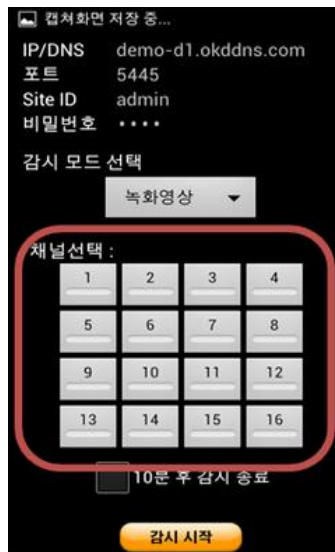 캡쳐화면 저장 중...
IP/DNS demo-d1.okddns.com
포트 5445
Site ID admin
비밀번호 ····
감시 모드 선택
녹화영상
채널선택 :
1 2 3 4
5 6 7 8
9 10 11 12
13 14 15 16
10분 후 감시 종료
감시 시작